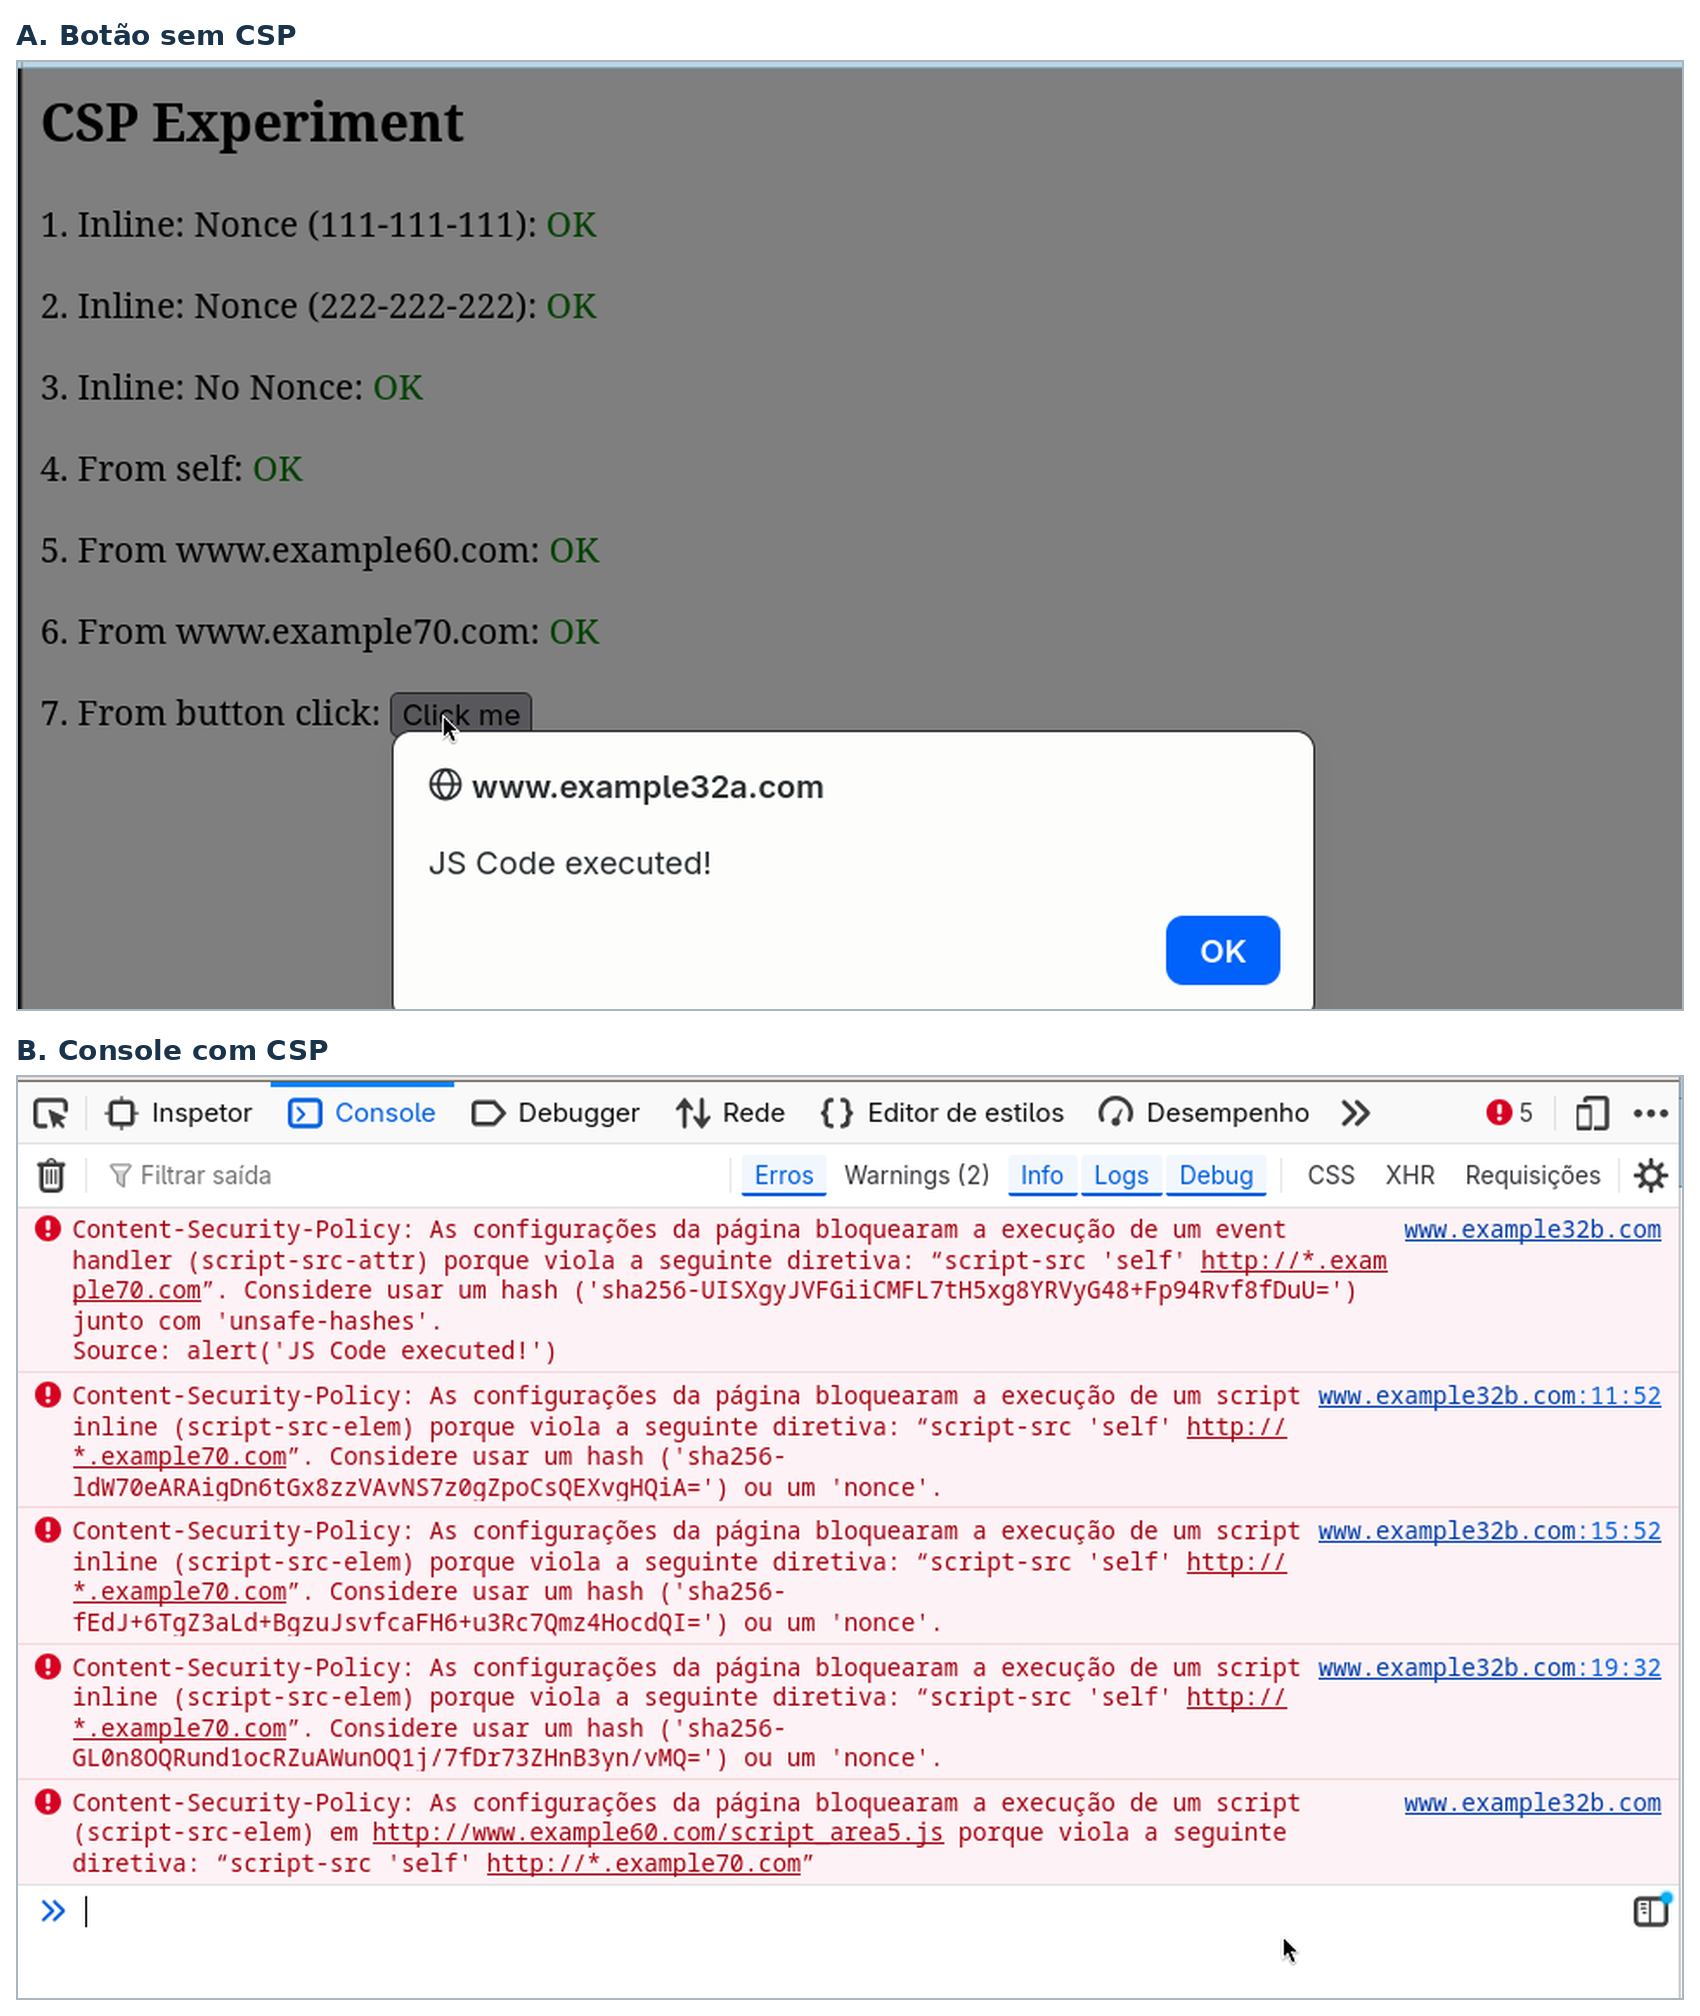 A. Botão sem CSP
CSP Experiment
1. Inline: Nonce (111-111-111): OK
2. Inline: Nonce (222-222-222): OK
3. Inline: No Nonce: OK
4. From self: OK
5. From www.example60.com: OK
6. From www.example70.com: OK
7. From button click: Click me
www.example32a.com
JS Code executed!
OK
B. Console com CSP
Inspetor Console Debugger Rede Editor de estilos Desempenho 5
Filtrar saída Erros Warnings (2) Info Logs Debug CSS XHR Requisições
Content-Security-Policy: As configurações da página bloquearam a execução de um event www.example32b.com
handler (script-src-attr) porque viola a seguinte diretiva: “script-src 'self' http://*.exam
ple70.com”. Considere usar um hash ('sha256-UISXgyJVFGiiCMFL7tH5xg8YRVyG48+Fp94Rvf8fDuU=')
junto com 'unsafe-hashes'.
Source: alert('JS Code executed!')
Content-Security-Policy: As configurações da página bloquearam a execução de um script www.example32b.com:11:52
inline (script-src-elem) porque viola a seguinte diretiva: “script-src 'self' http://
*.example70.com”. Considere usar um hash ('sha256-
ldW70eARAigDn6tGx8zzVAvNS7z0gZpoCsQEXvgHQiA=') ou um 'nonce'.
Content-Security-Policy: As configurações da página bloquearam a execução de um script www.example32b.com:15:52
inline (script-src-elem) porque viola a seguinte diretiva: “script-src 'self' http://
*.example70.com”. Considere usar um hash ('sha256-
fEdJ+6TgZ3aLd+BgzuJsvfcaFH6+u3Rc7Qmz4HocdQI=') ou um 'nonce'.
Content-Security-Policy: As configurações da página bloquearam a execução de um script www.example32b.com:19:32
inline (script-src-elem) porque viola a seguinte diretiva: “script-src 'self' http://
*.example70.com”. Considere usar um hash ('sha256-
GL0n8OQRund1ocRZuAWunOQ1j/7fDr73ZHnB3yn/vMQ=') ou um 'nonce'.
Content-Security-Policy: As configurações da página bloquearam a execução de um script www.example32b.com
(script-src-elem) em http://www.example60.com/script_area5.js porque viola a seguinte
diretiva: “script-src 'self' http://*.example70.com”